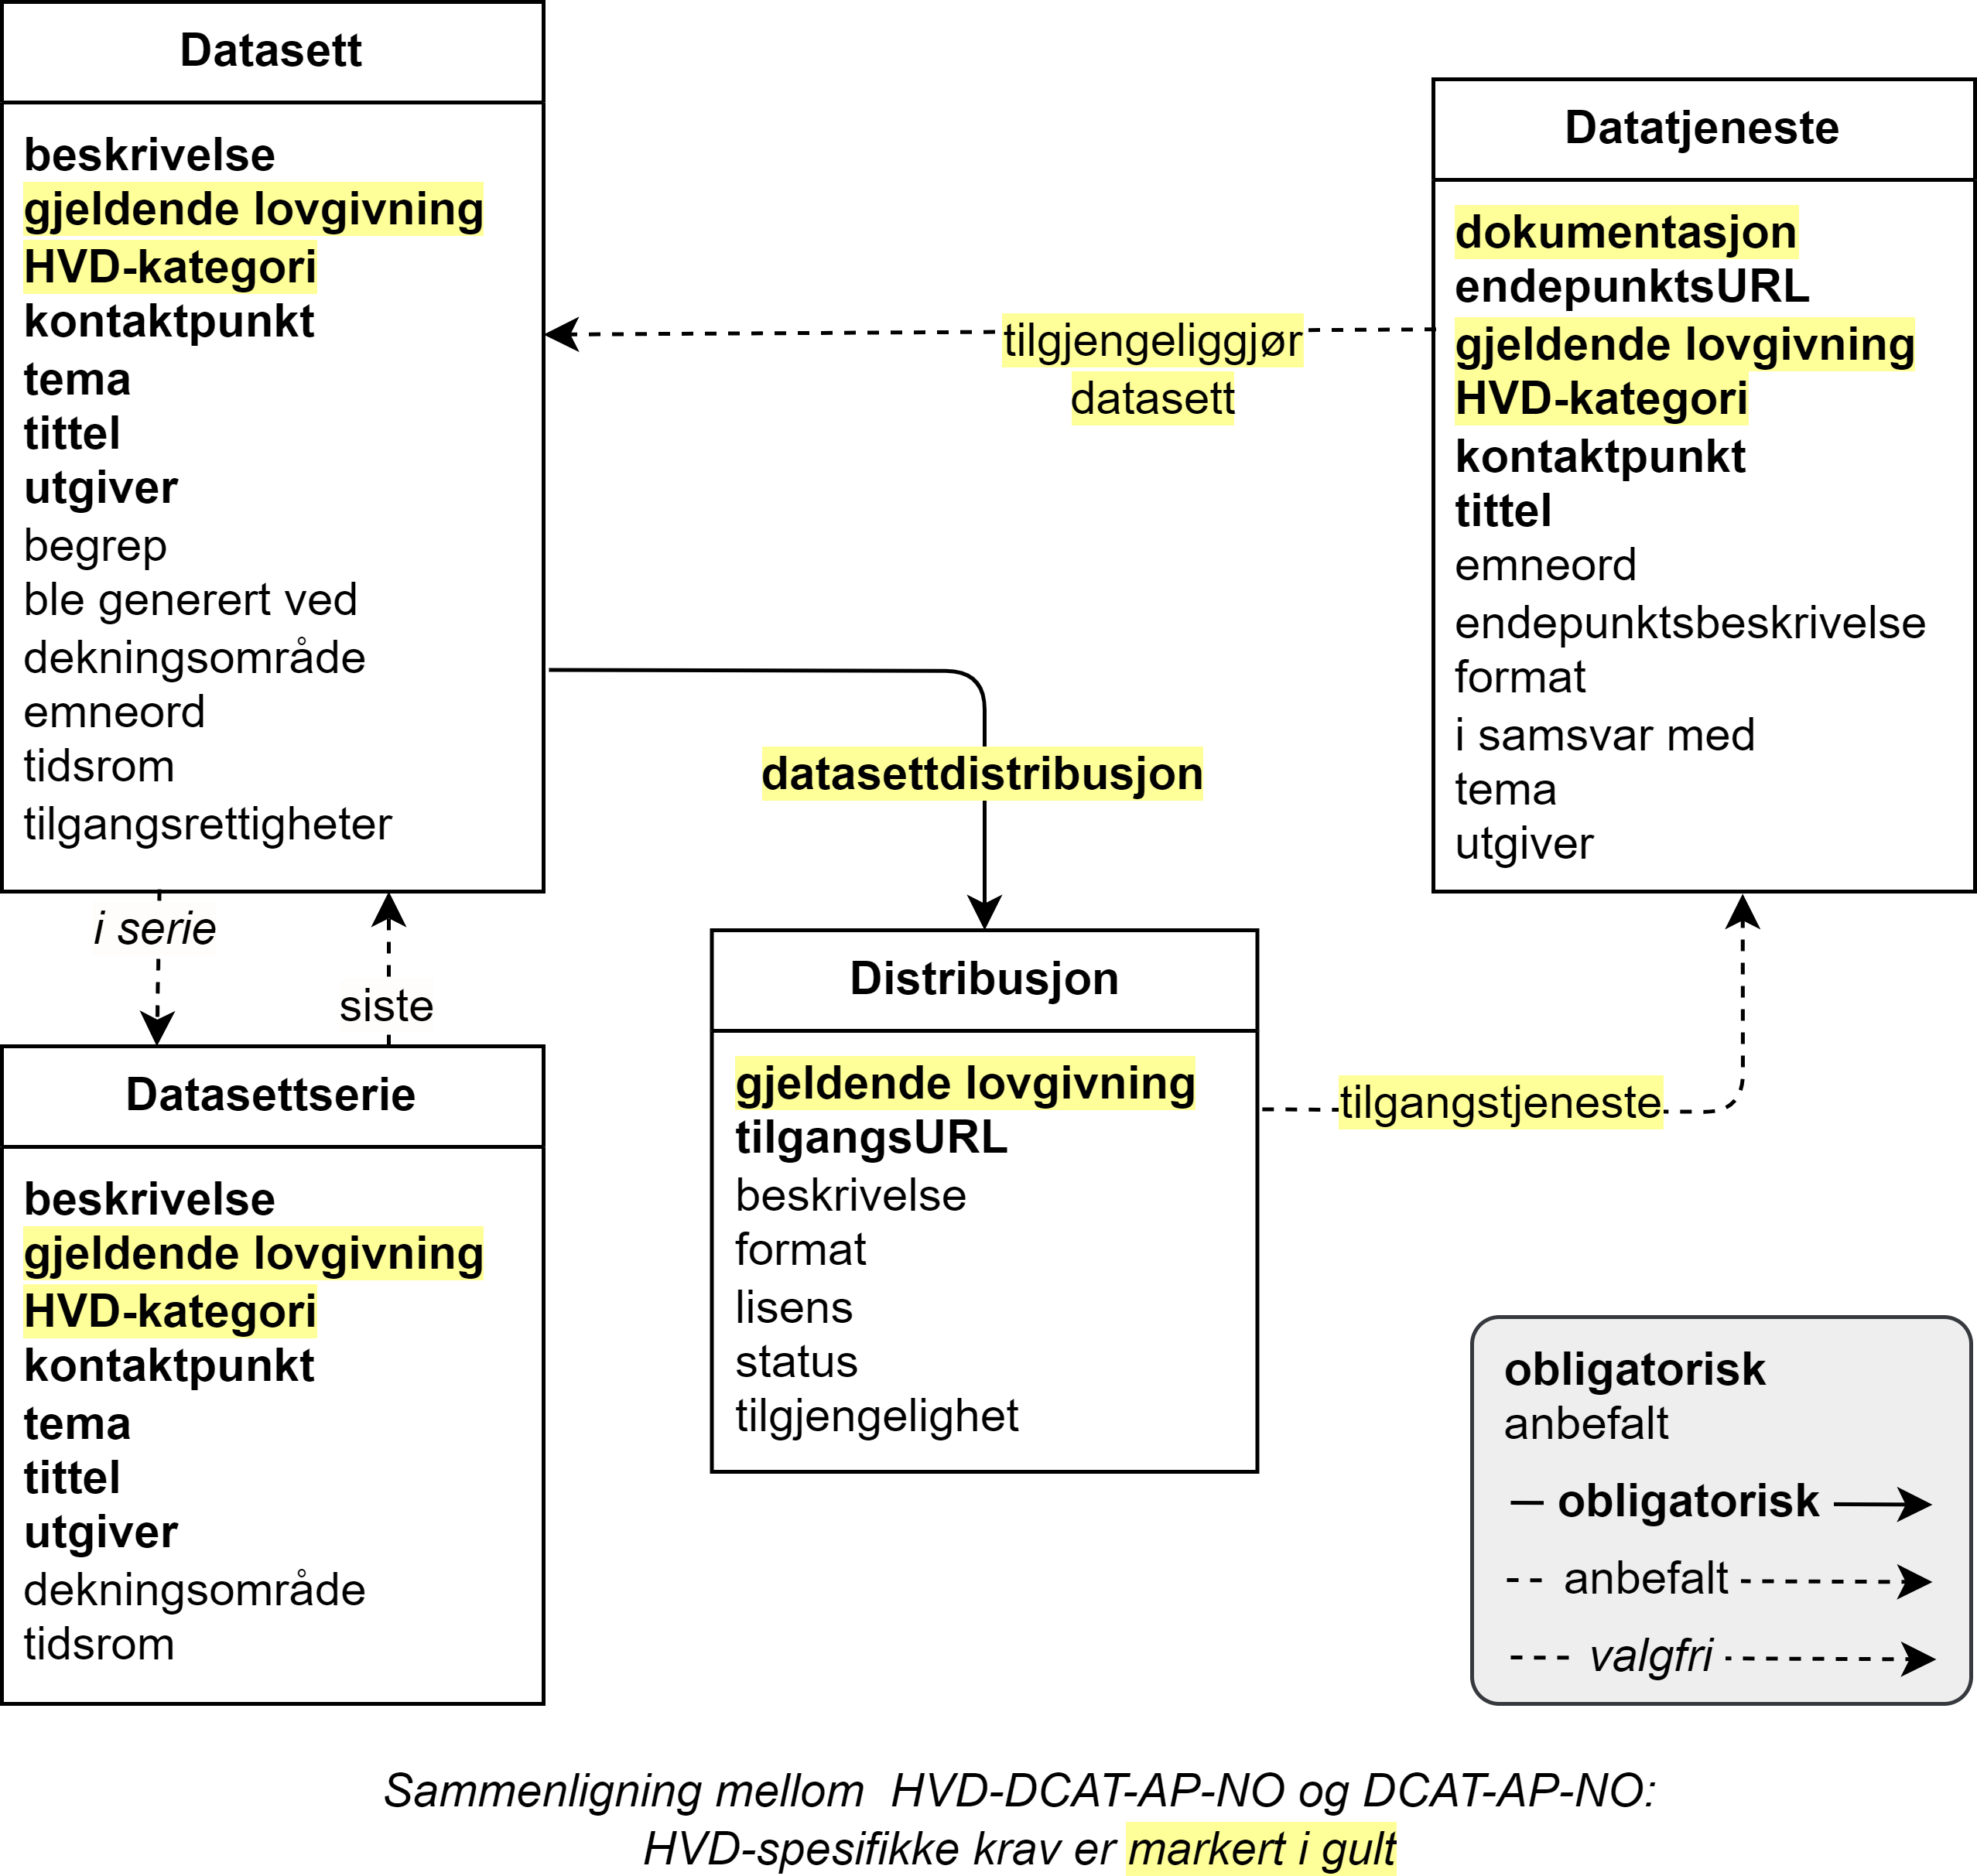 Datasett
beskrivelse
gjeldende lovgivning
HVD-kategori
kontaktpunkt
tema
tittel
utgiver
begrep
ble generert ved
dekningsområde
emneord
tidsrom
tilgangsrettigheter
tilgjengeliggjør
datasett
Datatjeneste
dokumentasjon
endepunktsURL
gjeldende lovgivning
HVD-kategori
kontaktpunkt
tittel
emneord
endepunktsbeskrivelse
format
i samsvar med
tema
utgiver
datasettdistribusjon
i serie
siste
Datasettserie
beskrivelse
gjeldende lovgivning
HVD-kategori
kontaktpunkt
tema
tittel
utgiver
dekningsområde
tidsrom
Distribusjon
gjeldende lovgivning
tilgangsURL
beskrivelse
format
lisens
status
tilgjengelighet
tilgangstjeneste
obligatorisk
anbefalt
obligatorisk
anbefalt
valgfri
Sammenligning mellom HVD-DCAT-AP-NO og DCAT-AP-NO:
HVD-spesifikke krav er markert i gult